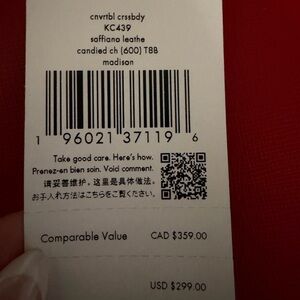 cnvrtbl crssbdy
KC439
saffiano leathe
candied ch (600) T8B
madison
1 96021 37119 6
Take good care. Here's how.
Prenez-en bien soin. Void comment.
请妥善维护。这里是具体做法。
お手入れ方法はこちらをご覧ください。
Comparable Value CAD $359.00
USD $299.00